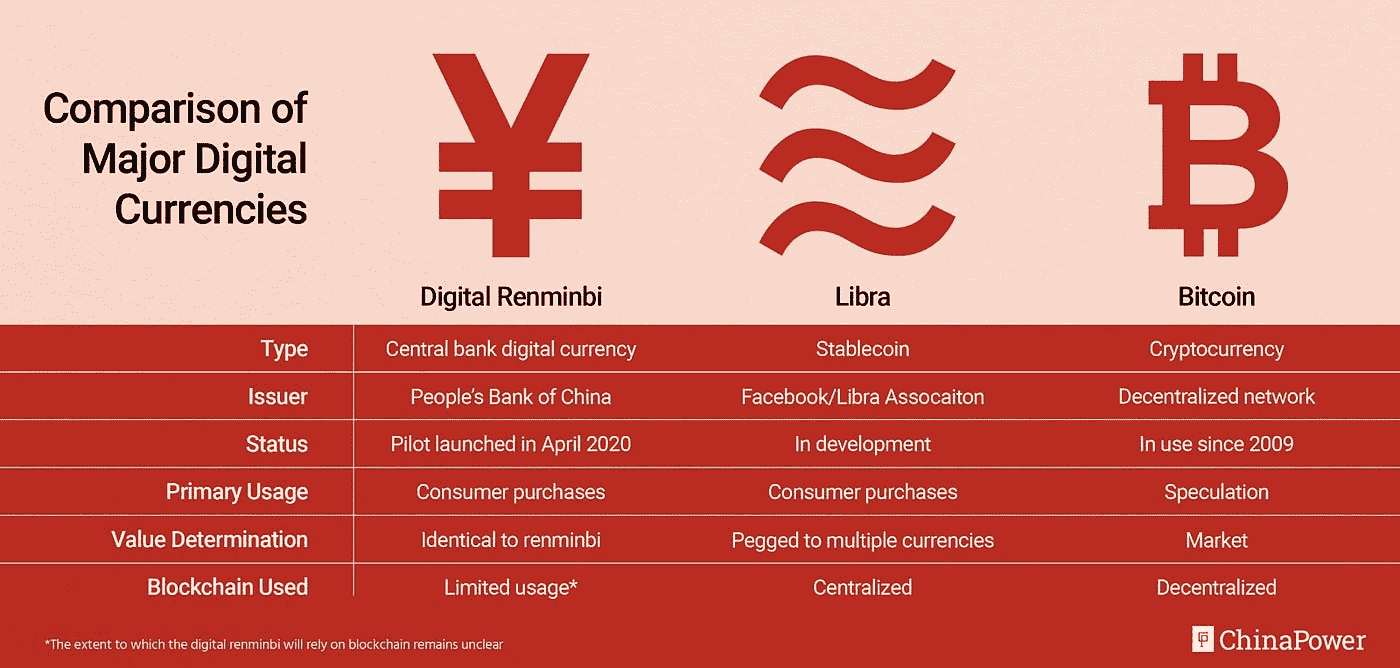 Comparison of
Major Digital
Currencies
Digital Renminbi Libra Bitcoin
Type Central bank digital currency Stablecoin Cryptocurrency
Issuer People's Bank of China Facebook/Libra Assocaiton Decentralized network
Status Pilot launched in April 2020 In development In use since 2009
Primary Usage Consumer purchases Consumer purchases Speculation
Value Determination Identical to renminbi Pegged to multiple currencies Market
Blockchain Used Limited usage* Centralized Decentralized
*The extent to which the digital renminbi will rely on blockchain remains unclear
ChinaPower